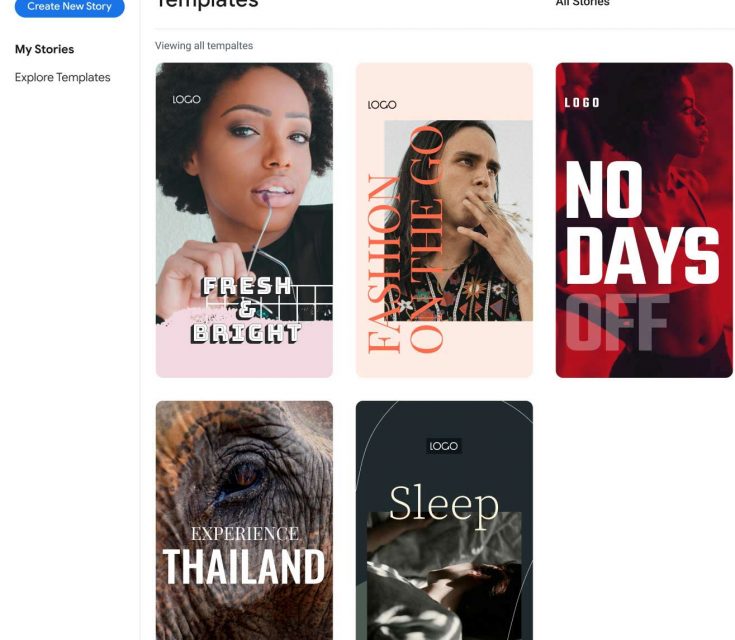 Create New Story
Templates
All Stories
My Stories
Explore Templates
Viewing all tempaltes
LOGO
FRESH
&
BRIGHT
LOGO
FASHION
ON THE GO
LOGO
NO
DAYS
OFF
EXPERIENCE
THAILAND
LOGO
Sleep